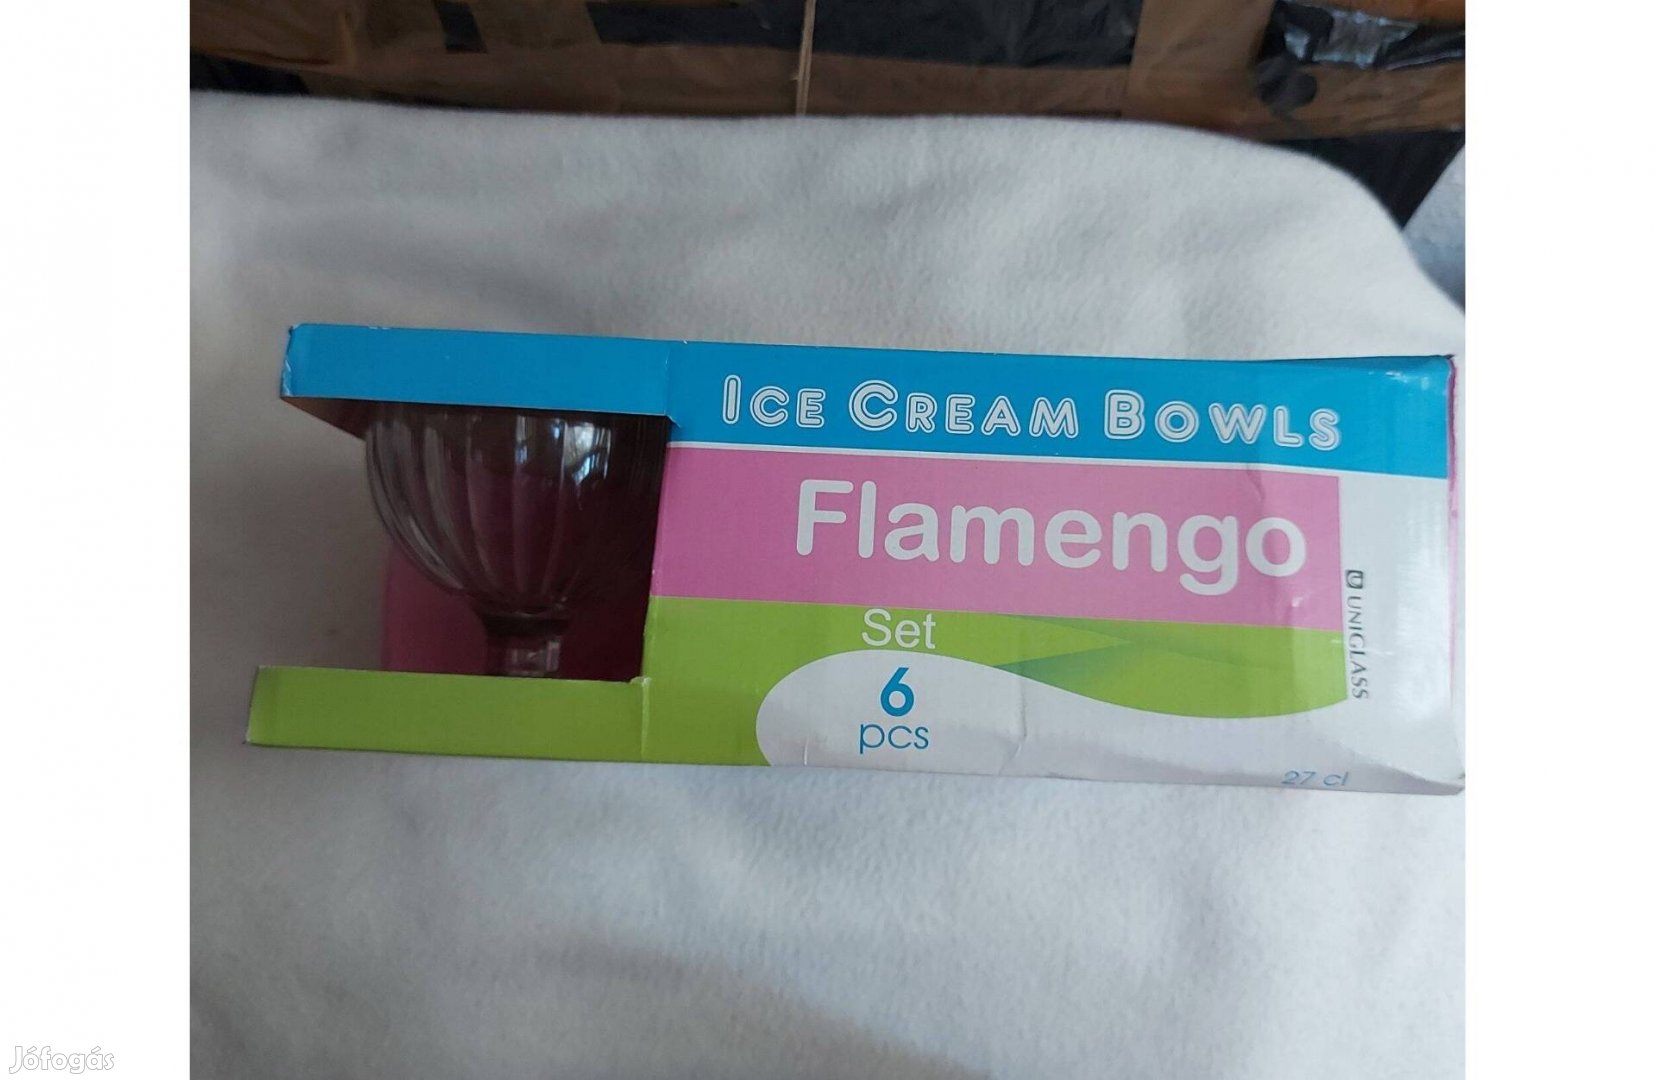 ICE CREAM BOWLS
Flamengo
UNIGLASS
Set
6
pcs
27 cl
Jófogás